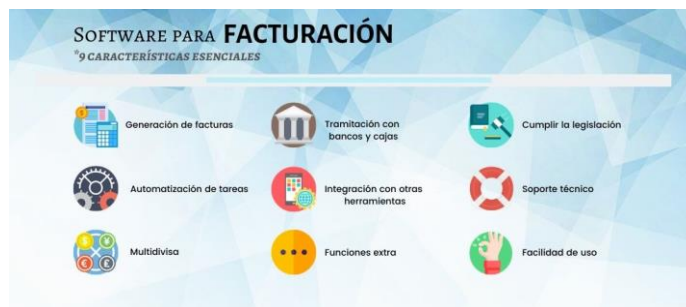 SOFTWARE PARA FACTURACIÓN
*9 CARACTERÍSTICAS ESENCIALES
Generación de facturas
Tramitación con
bancos y cajas
Cumplir la legislación
Automatización de tareas
Integración con otras
herramientas
Soporte técnico
Multidivisa
Funciones extra
Facilidad de uso